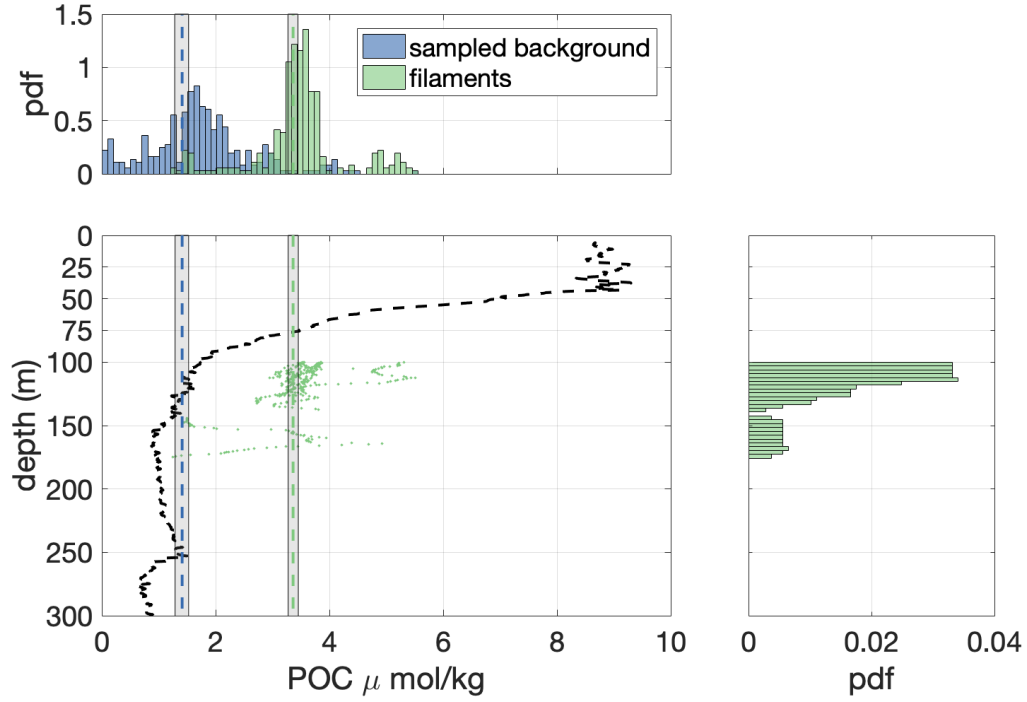 1.5
1
0.5
0
pdf
sampled background
filaments
0
25
50
75
100
150
200
250
300
depth (m)
0 2 4 6 8 10
POC μ mol/kg
0 0.02 0.04
pdf